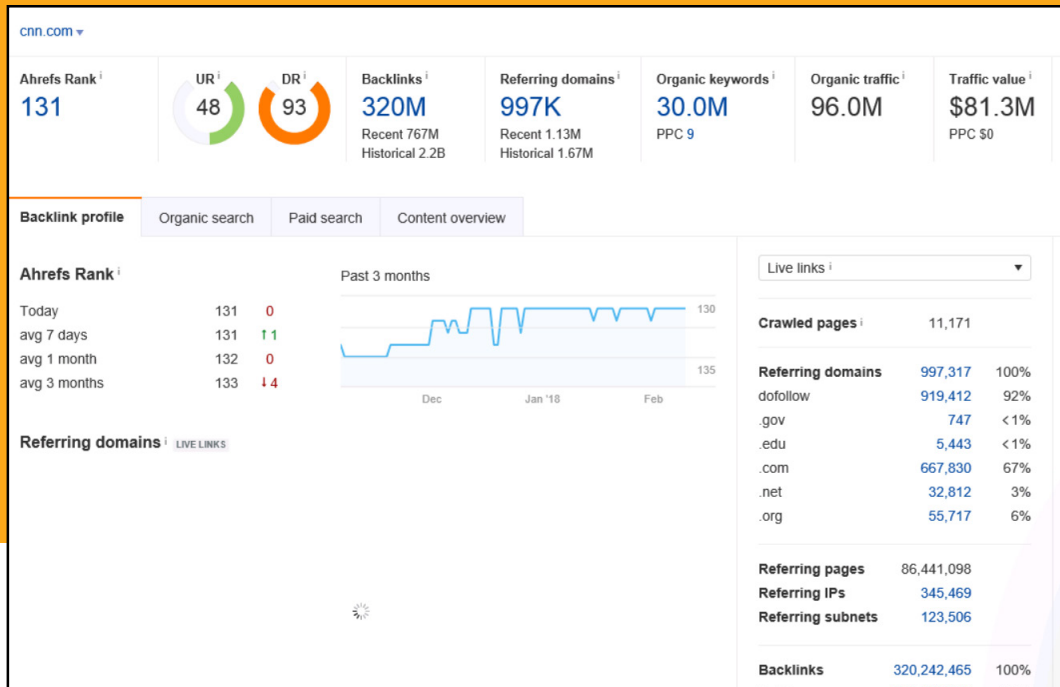 cnn.com
Ahrefs Rank i
131
UR i
48
DR i
93
Backlinks i
320M
Recent 767M
Historical 2.2B
Referring domains i
997K
Recent 1.13M
Historical 1.67M
Organic keywords i
30.0M
PPC 9
Organic traffic i
96.0M
Traffic value i
$81.3M
PPC $0
Backlink profile Organic search Paid search Content overview
Ahrefs Rank i
Today 131 0
avg 7 days 131 ↑1
avg 1 month 132 0
avg 3 months 133 ↓4
Past 3 months
130
135
Dec Jan '18 Feb
Referring domains i LIVE LINKS
Live links i
Crawled pages i 11,171
Referring domains 997,317 100%
dofollow 919,412 92%
.gov 747 <1%
.edu 5,443 <1%
.com 667,830 67%
.net 32,812 3%
.org 55,717 6%
Referring pages 86,441,098
Referring IPs 345,469
Referring subnets 123,506
Backlinks 320,242,465 100%